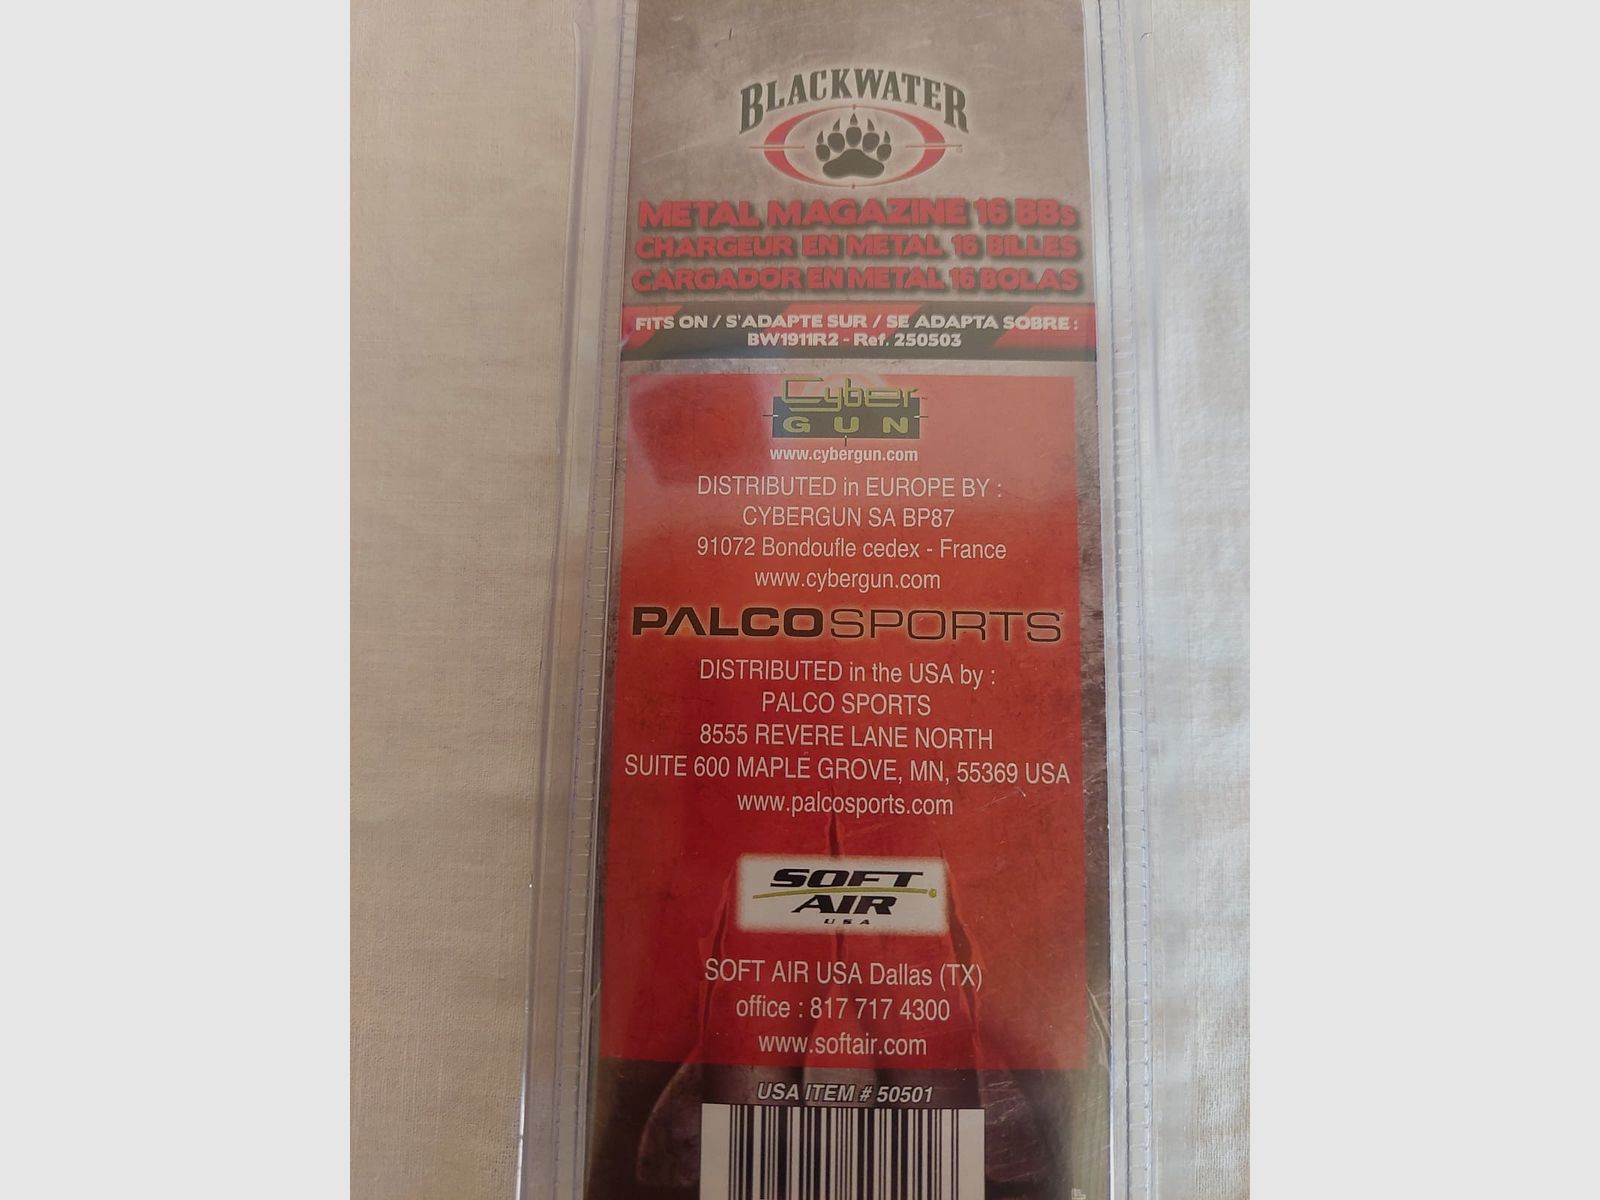 BLACKWATER
METAL MAGAZINE 16 BBs
CHARGEUR EN METAL 16 BILLES
CARGADOR EN METAL 16 BOLAS
FITS ON / S'ADAPTE SUR / SE ADAPTA SOBRE :
BW1911R2 - Ref. 250503
Cyber
GUN
www.cybergun.com
DISTRIBUTED in EUROPE BY :
CYBERGUN SA BP87
91072 Bondoufle cedex - France
www.cybergun.com
PALCOSPORTS
DISTRIBUTED in the USA by :
PALCO SPORTS
8555 REVERE LANE NORTH
SUITE 600 MAPLE GROVE, MN, 55369 USA
www.palcosports.com
SOFT
AIR
USA
SOFT AIR USA Dallas (TX)
office : 817 717 4300
www.softair.com
USA ITEM # 50501